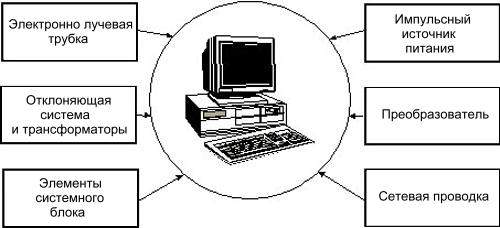 Электронно лучевая
трубка
Импульсный
источник
питания
Отклоняющая
система
и трансформаторы
Преобразователь
Элементы
системного
блока
Сетевая проводка